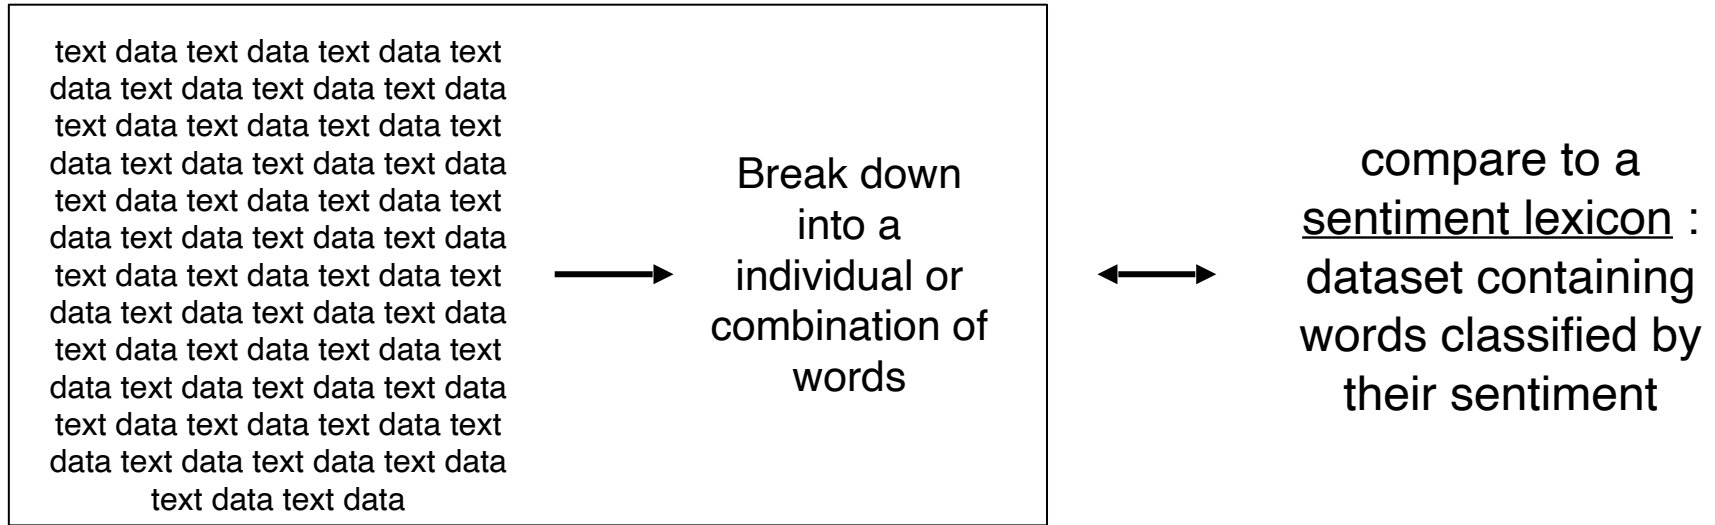 text data text data text data text
data text data text data text data
text data text data text data text
data text data text data text data
text data text data text data text
data text data text data text data
text data text data text data text
data text data text data text data
text data text data text data text
data text data text data text data
text data text data text data text
data text data text data text data
text data text data
Break down
into a
individual or
combination of
words
compare to a
sentiment lexicon :
dataset containing
words classified by
their sentiment